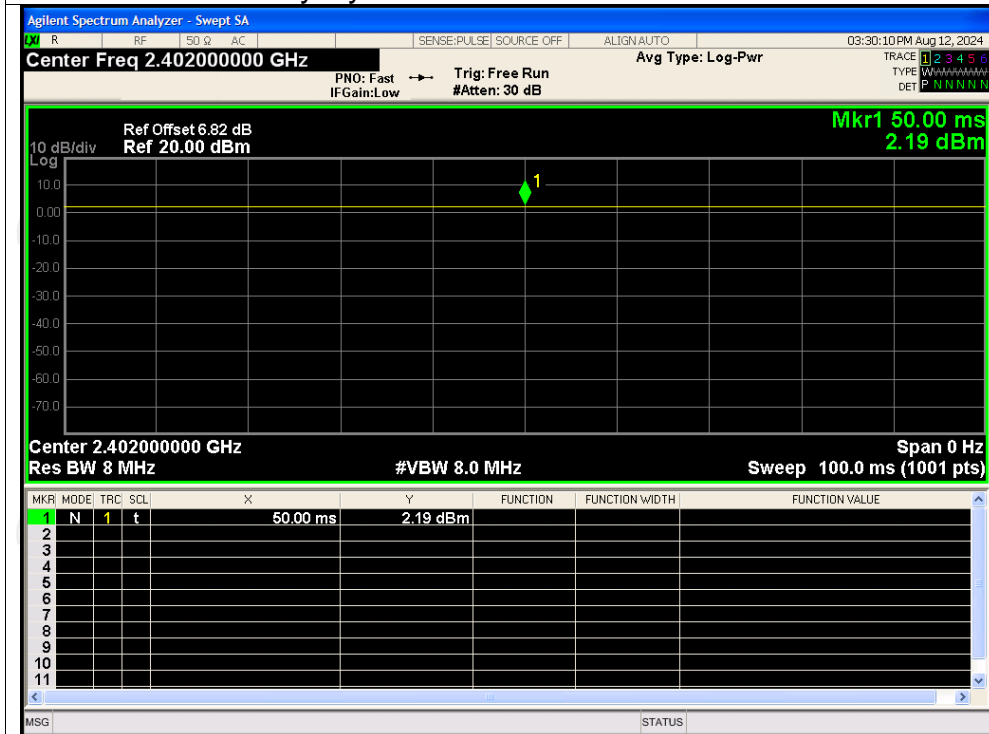 Agilent Spectrum Analyzer - Swept SA
LXI R RF 50 Ω AC SENSE:PULSE SOURCE OFF ALIGN AUTO 03:30:10 PM Aug 12, 2024
Center Freq 2.402000000 GHz
PNO: Fast
IFGain:Low
Trig: Free Run
#Atten: 30 dB
Avg Type: Log-Pwr
TRACE 1 2 3 4 5 6
TYPE WWWWWWW
DET P N N N N N
Mkr1 50.00 ms
2.19 dBm
Ref Offset 6.82 dB
10 dB/div Ref 20.00 dBm
Log
1
10.0
0.00
-10.0
-20.0
-30.0
-40.0
-50.0
-60.0
-70.0
Center 2.402000000 GHz Span 0 Hz
Res BW 8 MHz #VBW 8.0 MHz Sweep 100.0 ms (1001 pts)
MKR MODE TRC SCL X Y FUNCTION FUNCTION WIDTH FUNCTION VALUE
1 N 1 t 50.00 ms 2.19 dBm
2
3
4
5
6
7
8
9
10
11
MSG STATUS